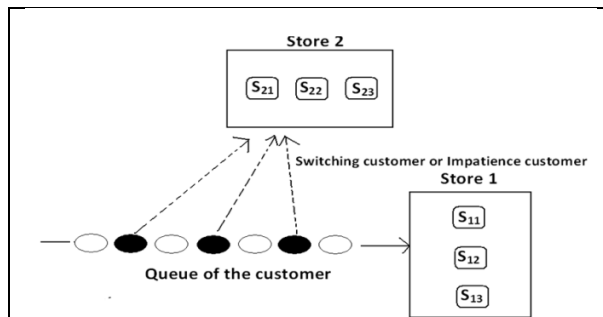 Store 2
S21 S22 S23
Switching customer or Impatience customer
Store 1
S11
S12
S13
Queue of the customer